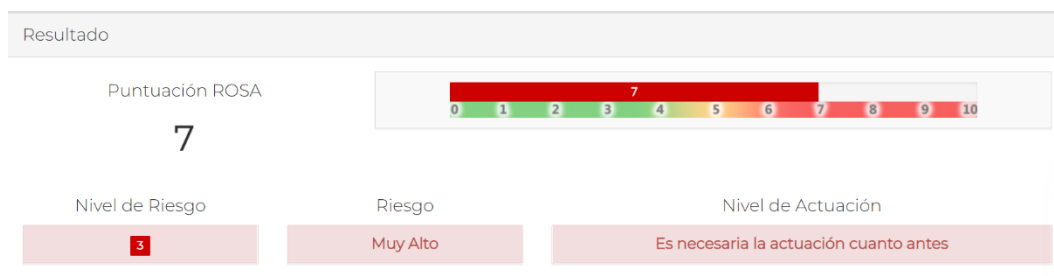 Resultado
Puntuación ROSA
7
7
0 1 2 3 4 5 6 7 8 9 10
Nivel de Riesgo
Riesgo
Nivel de Actuación
3
Muy Alto
Es necesaria la actuación cuanto antes